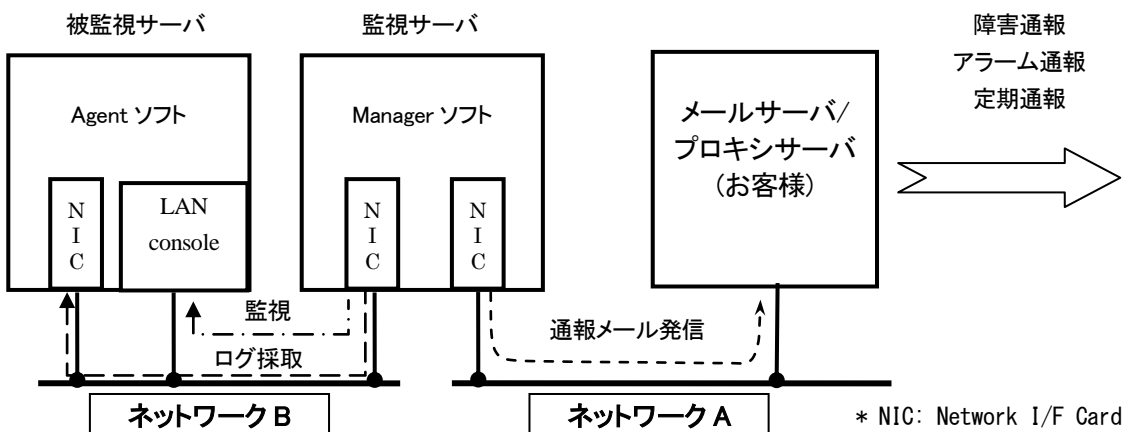 被監視サーバ
監視サーバ
障害通報
アラーム通報
定期通報
Agent ソフト
Manager ソフト
メールサーバ/
プロキシサーバ
(お客様)
NIC
LAN
console
NIC
NIC
監視
ログ採取
通報メール発信
ネットワーク B
ネットワーク A
* NIC: Network I/F Card